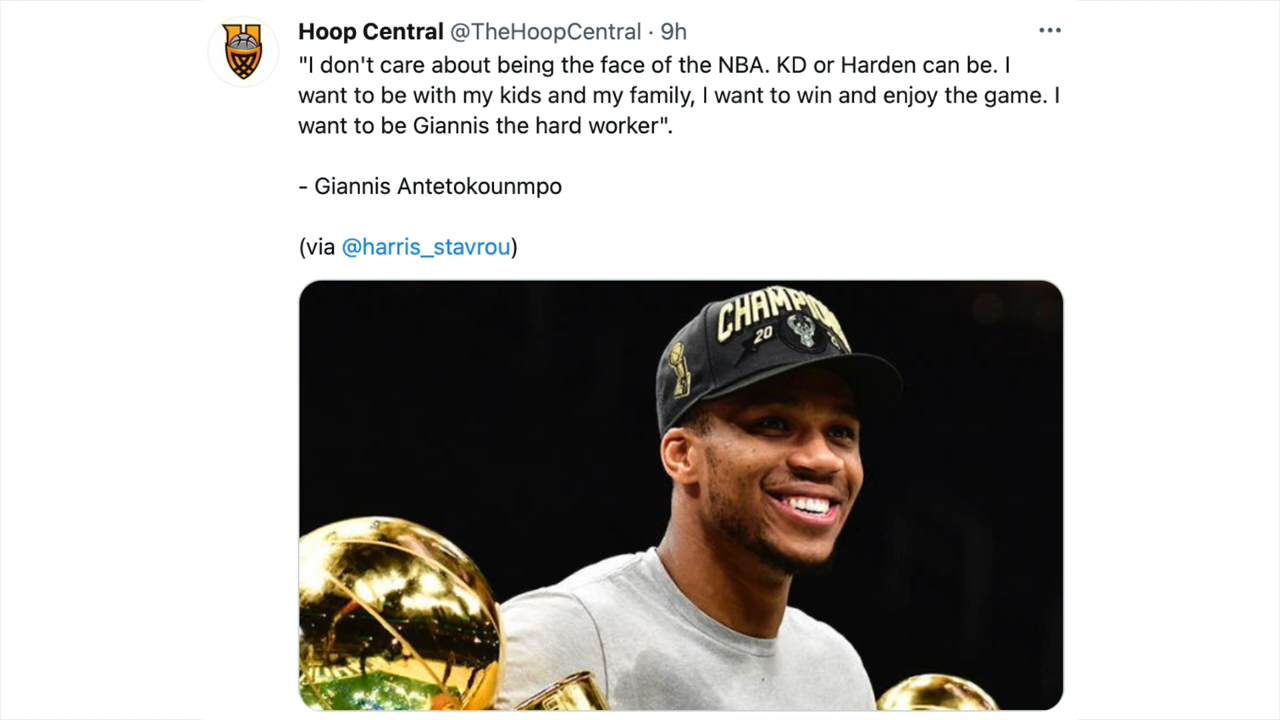 Hoop Central @TheHoopCentral · 9h
"I don't care about being the face of the NBA. KD or Harden can be. I
want to be with my kids and my family, I want to win and enjoy the game. I
want to be Giannis the hard worker".
- Giannis Antetokounmpo
(via @harris_stavrou)
20